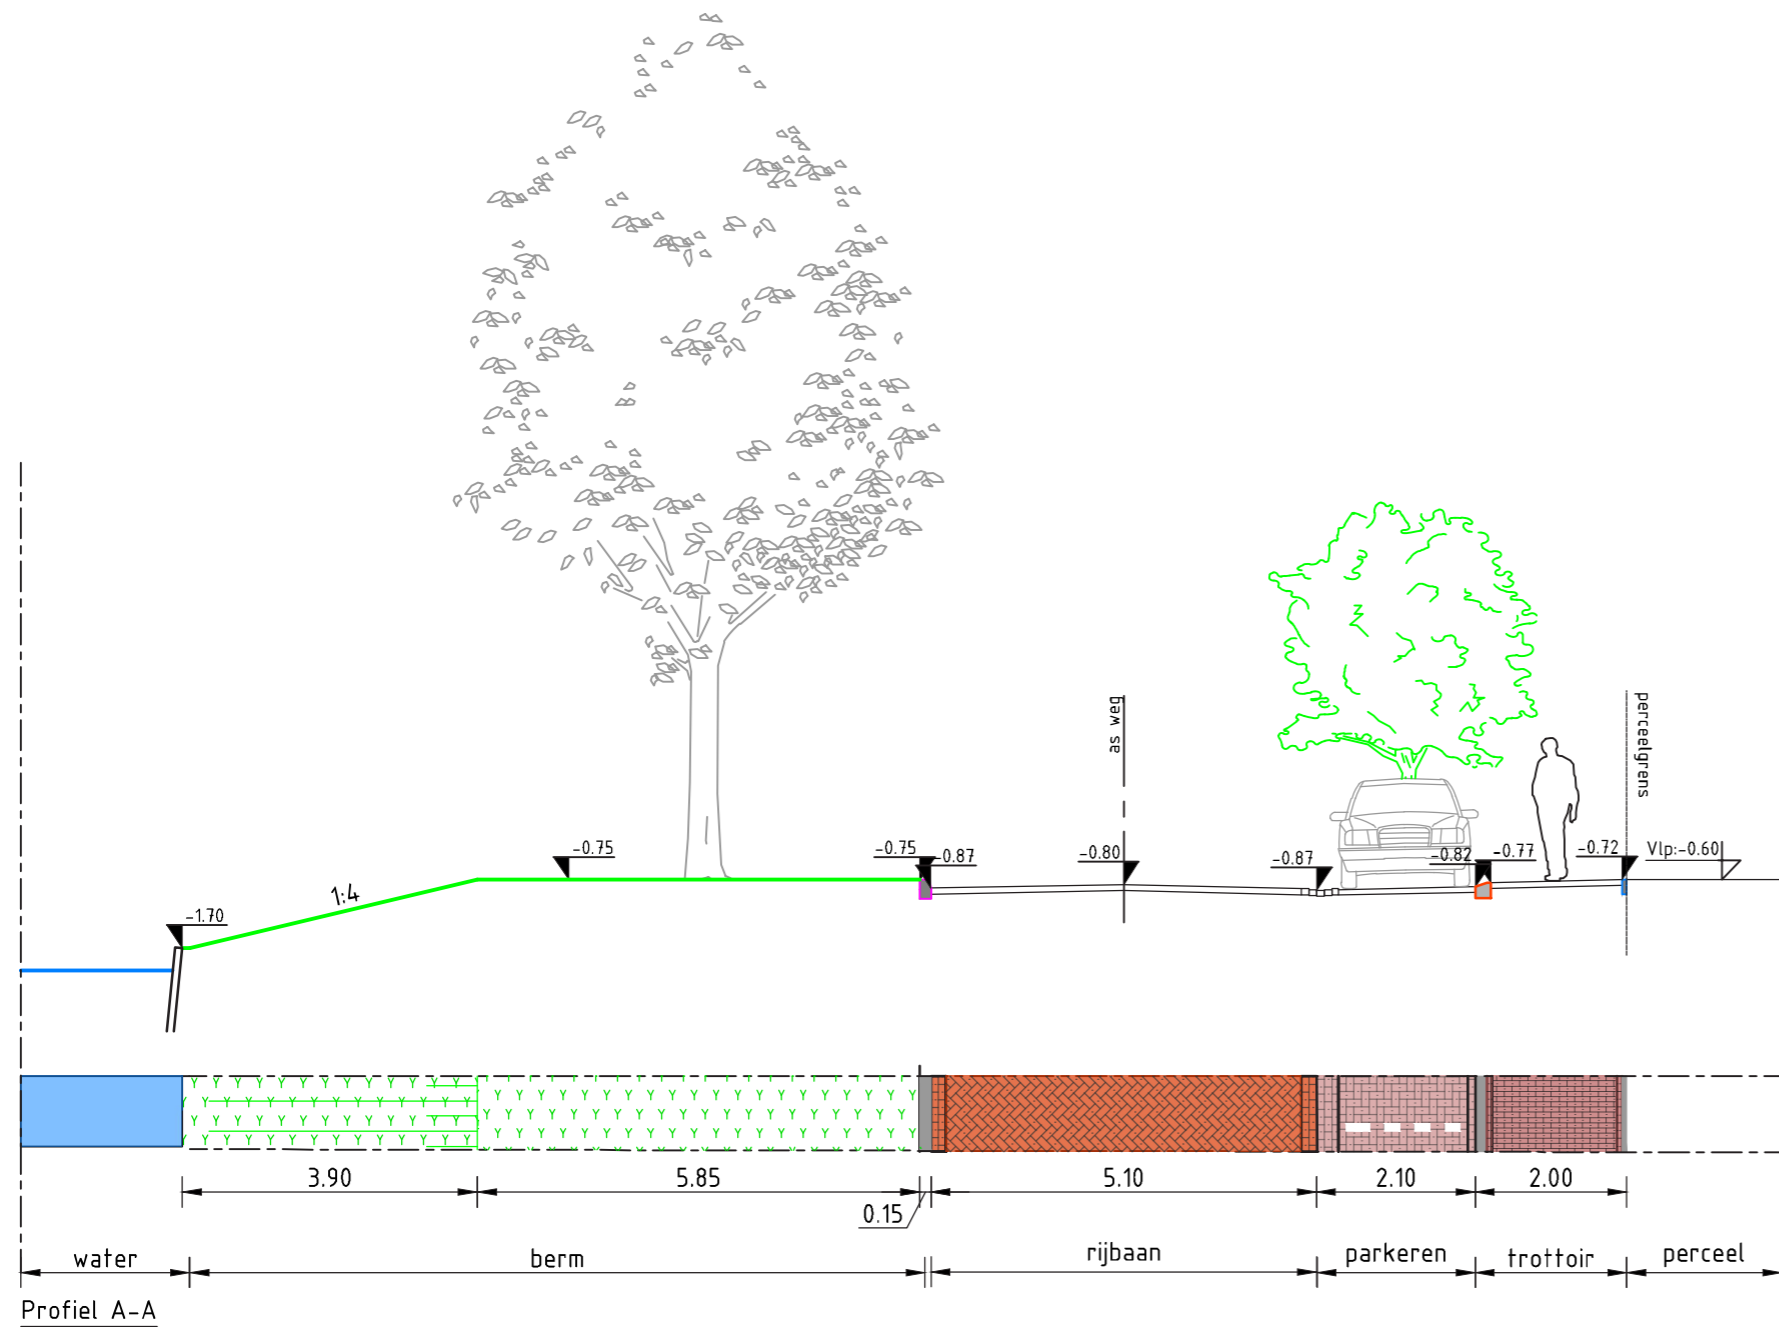 as weg
perceelgrens
-0.75
-0.75
-0.87
-0.80
-0.87
-0.82
-0.77
-0.72
Vlp:-0.60
1:4
-1.70
3.90
5.85
0.15
5.10
2.10
2.00
water
berm
rijbaan
parkeren
trottoir
perceel
Profiel A-A